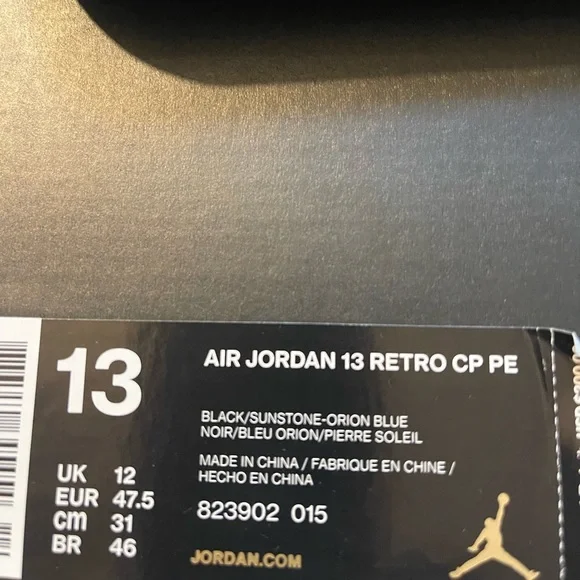 13
AIR JORDAN 13 RETRO CP PE
BLACK/SUNSTONE-ORION BLUE
NOIR/BLEU ORION/PIERRE SOLEIL
MADE IN CHINA / FABRIQUE EN CHINE /
HECHO EN CHINA
823902 015
UK 12
EUR 47.5
cm 31
BR 46
JORDAN.COM